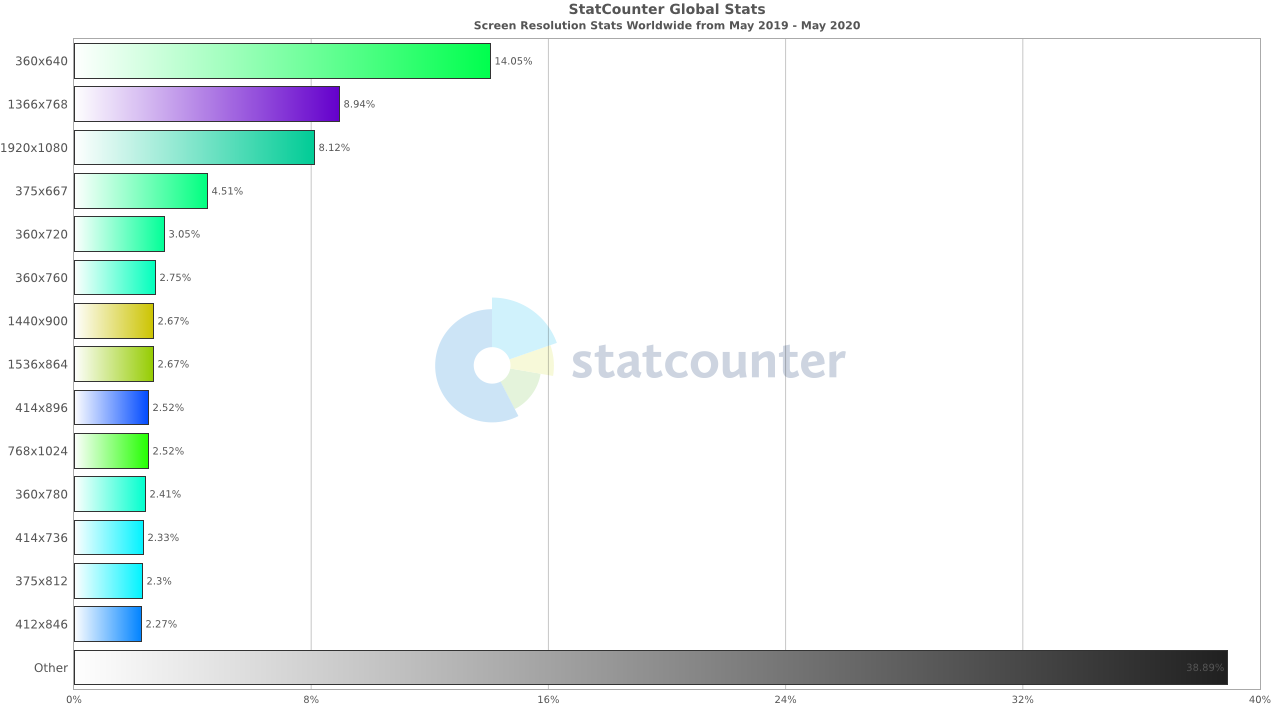 StatCounter Global Stats
Screen Resolution Stats Worldwide from May 2019 - May 2020
360x640 14.05%
1366x768 8.94%
1920x1080 8.12%
375x667 4.51%
360x720 3.05%
360x760 2.75%
1440x900 2.67%
1536x864 2.67%
statcounter
414x896 2.52%
768x1024 2.52%
360x780 2.41%
414x736 2.33%
375x812 2.3%
412x846 2.27%
Other 38.89%
0% 8% 16% 24% 32% 40%